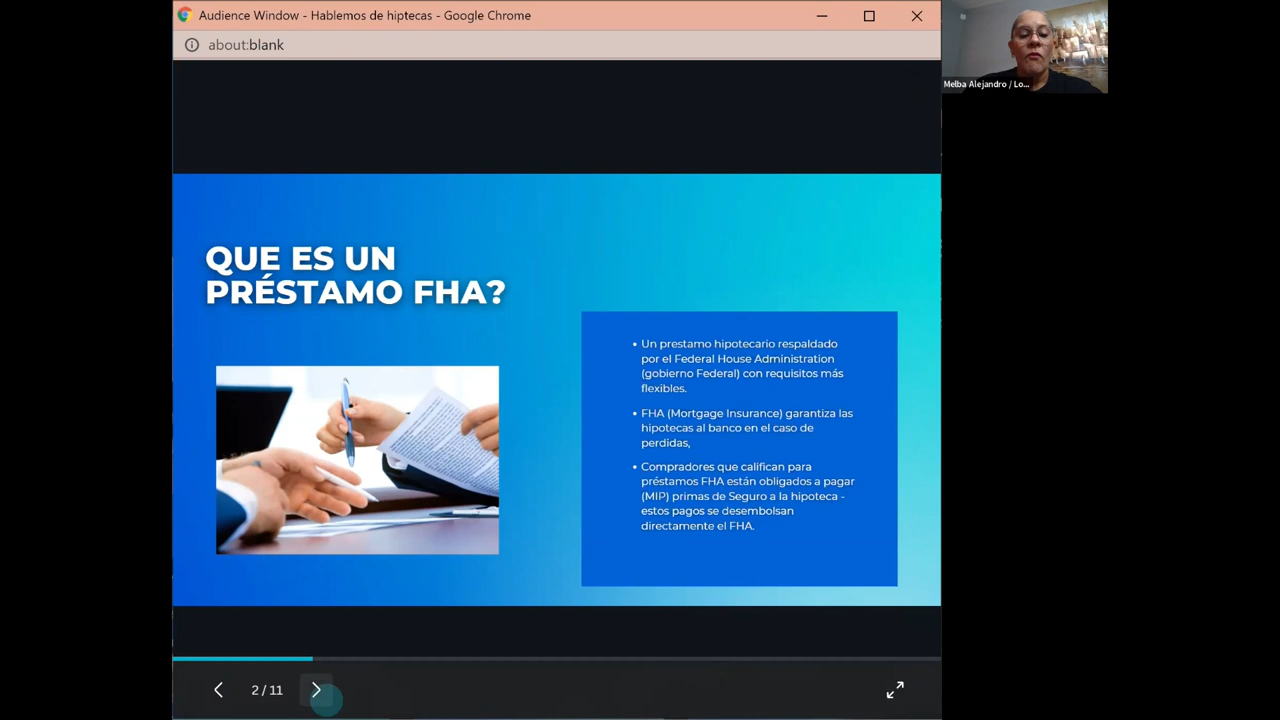 Audience Window - Hablemos de hiptecas - Google Chrome
about:blank
Melba Alejandro / Lo...
QUE ES UN
PRÉSTAMO FHA?
• Un prestamo hipotecario respaldado
por el Federal House Administration
(gobierno Federal) con requisitos más
flexibles.
• FHA (Mortgage Insurance) garantiza las
hipotecas al banco en el caso de
perdidas,
• Compradores que califican para
préstamos FHA están obligados a pagar
(MIP) primas de Seguro a la hipoteca -
estos pagos se desembolsan
directamente el FHA.
2 / 11